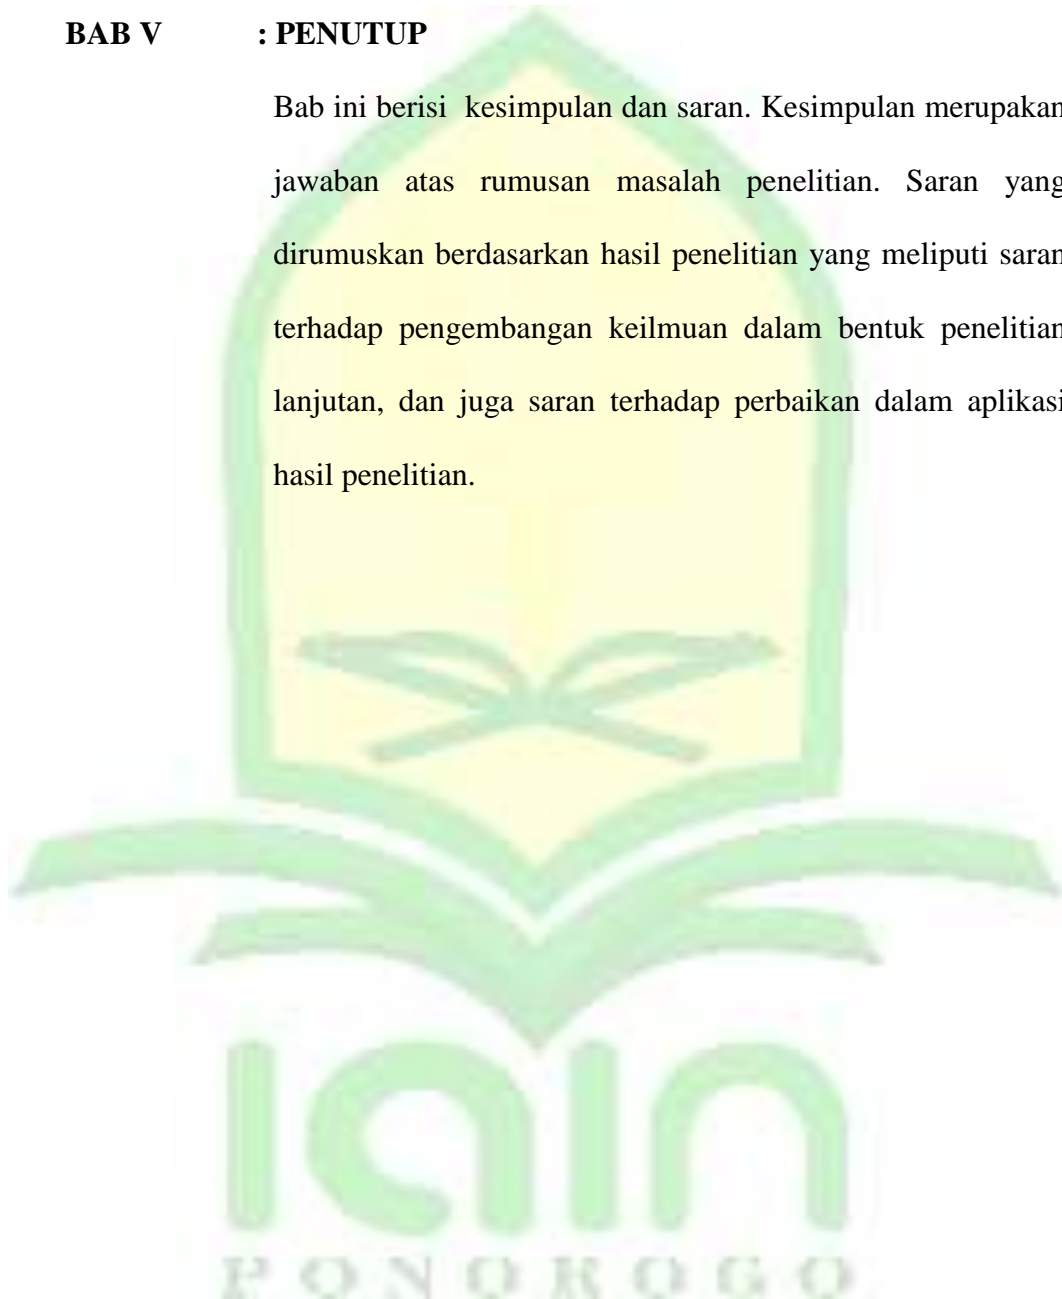 BAB V : PENUTUP
Bab ini berisi kesimpulan dan saran. Kesimpulan merupakan
jawaban atas rumusan masalah penelitian. Saran yang
dirumuskan berdasarkan hasil penelitian yang meliputi saran
terhadap pengembangan keilmuan dalam bentuk penelitian
lanjutan, dan juga saran terhadap perbaikan dalam aplikasi
hasil penelitian.
iain
PONOROGO